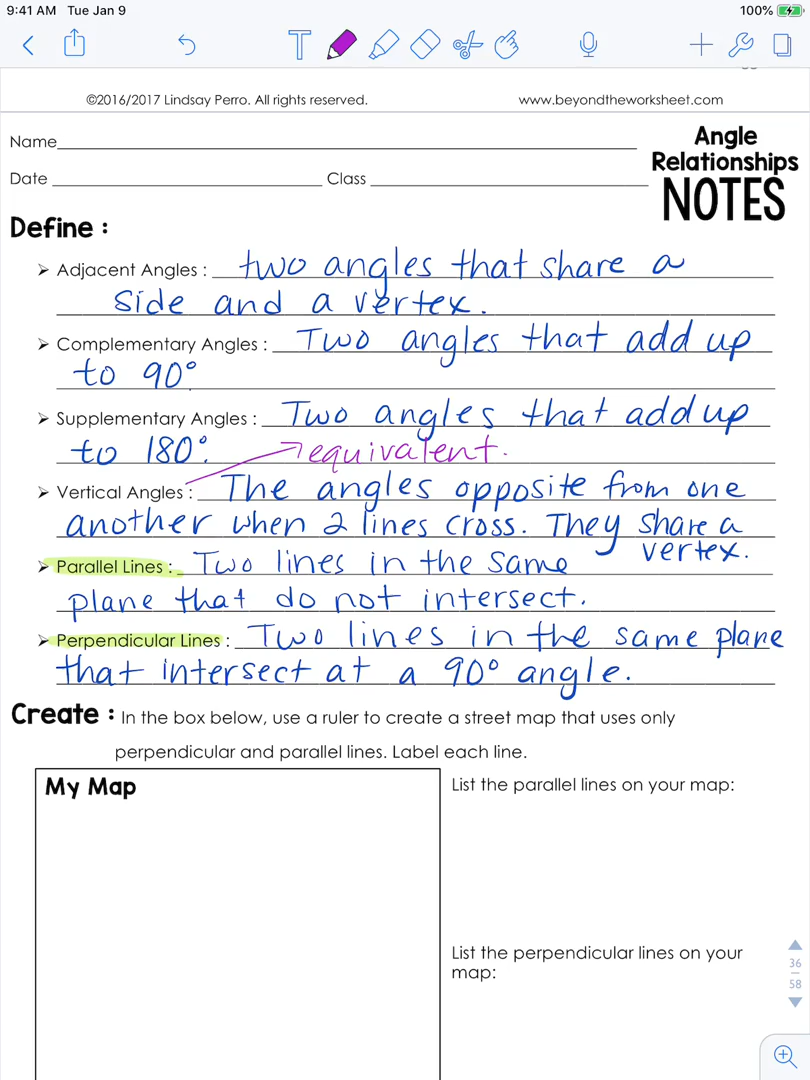 9:41 AM Tue Jan 9 100%
©2016/2017 Lindsay Perro. All rights reserved. www.beyondtheworksheet.com
Name
Date Class
Angle
Relationships
NOTES
Define :
➢ Adjacent Angles : two angles that share a
side and a vertex.
➢ Complementary Angles : Two angles that add up
to 90°
➢ Supplementary Angles : Two angles that add up
to 180°.
equivalent.
➢ Vertical Angles : The angles opposite from one
another when 2 lines cross. They share a
vertex.
➢ Parallel Lines : Two lines in the same
plane that do not intersect.
➢ Perpendicular Lines : Two lines in the same plane
that intersect at a 90° angle.
Create : In the box below, use a ruler to create a street map that uses only
perpendicular and parallel lines. Label each line.
My Map
List the parallel lines on your map:
List the perpendicular lines on your
map:
36
58